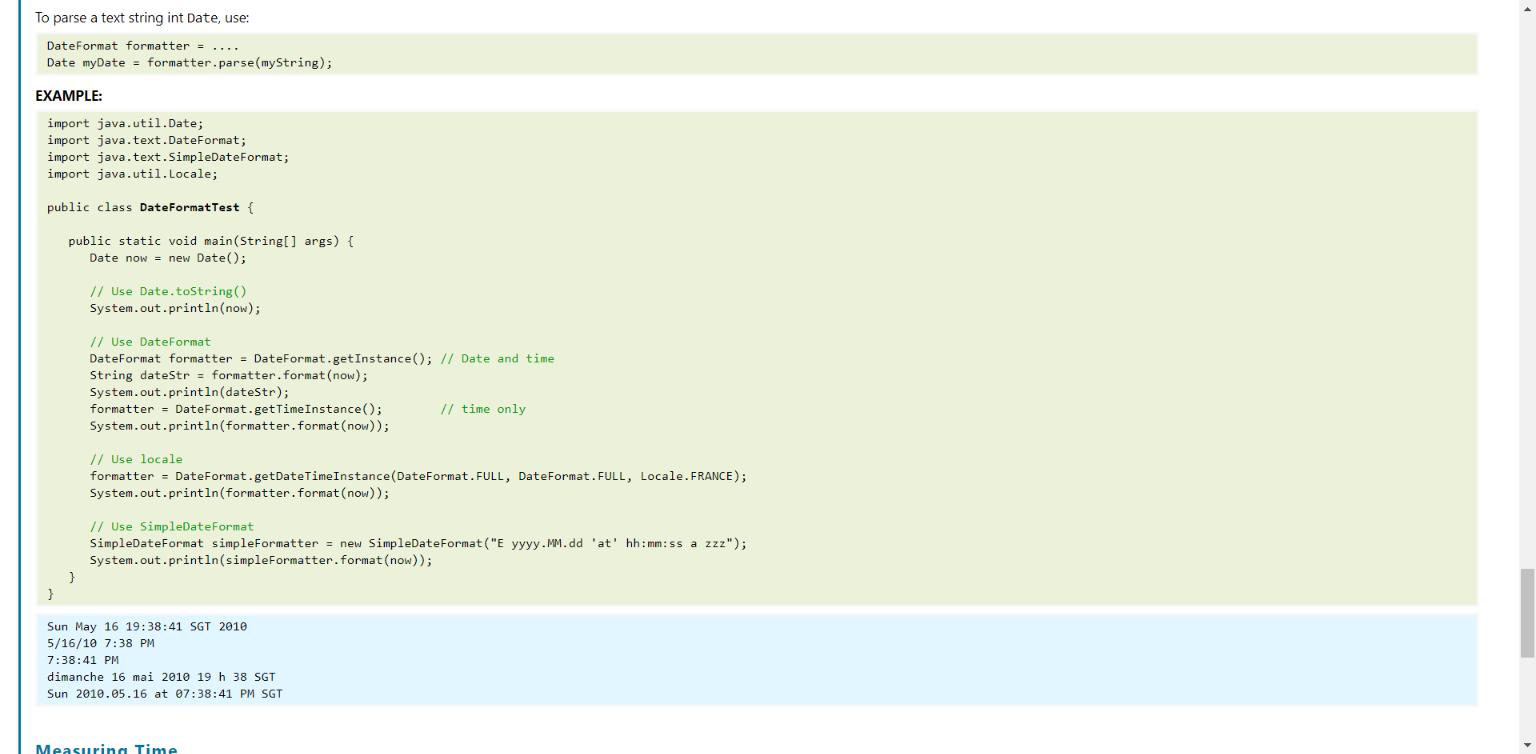 To parse a text string int Date, use:
DateFormat formatter = ....
Date myDate = formatter.parse(myString);
EXAMPLE:
import java.util.Date;
import java.text.DateFormat;
import java.text.SimpleDateFormat;
import java.util.Locale;
public class DateFormatTest {
public static void main(String[] args) {
Date now = new Date();
// Use Date.toString()
System.out.println(now);
// Use DateFormat
DateFormat formatter = DateFormat.getInstance(); // Date and time
String dateStr = formatter.format(now);
System.out.println(dateStr);
formatter = DateFormat.getTimeInstance();        // time only
System.out.println(formatter.format(now));
// Use locale
formatter = DateFormat.getDateTimeInstance(DateFormat.FULL, DateFormat.FULL, Locale.FRANCE);
System.out.println(formatter.format(now));
// Use SimpleDateFormat
SimpleDateFormat simpleFormatter = new SimpleDateFormat("E yyyy.MM.dd 'at' hh:mm:ss a zzz");
System.out.println(simpleFormatter.format(now));
}
}
Sun May 16 19:38:41 SGT 2010
5/16/10 7:38 PM
7:38:41 PM
dimanche 16 mai 2010 19 h 38 SGT
Sun 2010.05.16 at 07:38:41 PM SGT
Measuring Time